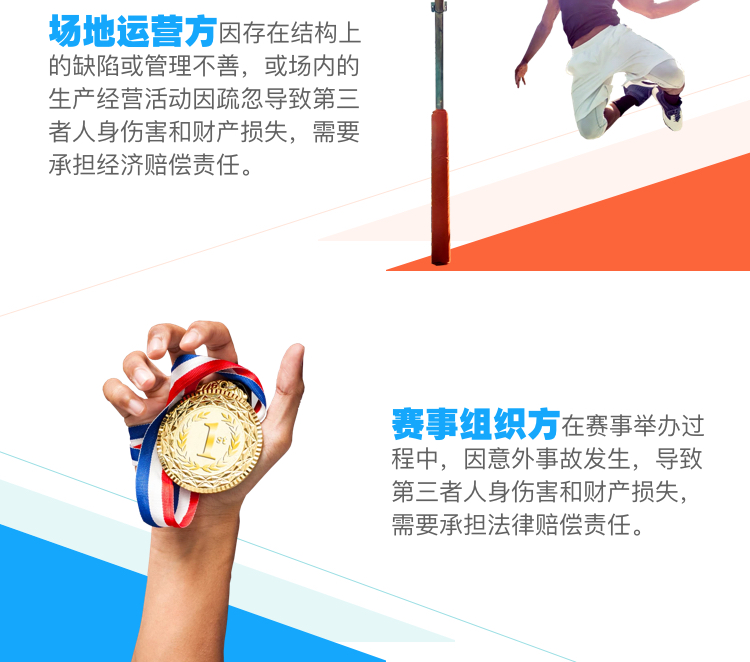 场地运营方因存在结构上
的缺陷或管理不善，或场内的
生产经营活动因疏忽导致第三
者人身伤害和财产损失，需要
承担经济赔偿责任。
1st
赛事组织方在赛事举办过
程中，因意外事故发生，导致
第三者人身伤害和财产损失，
需要承担法律赔偿责任。